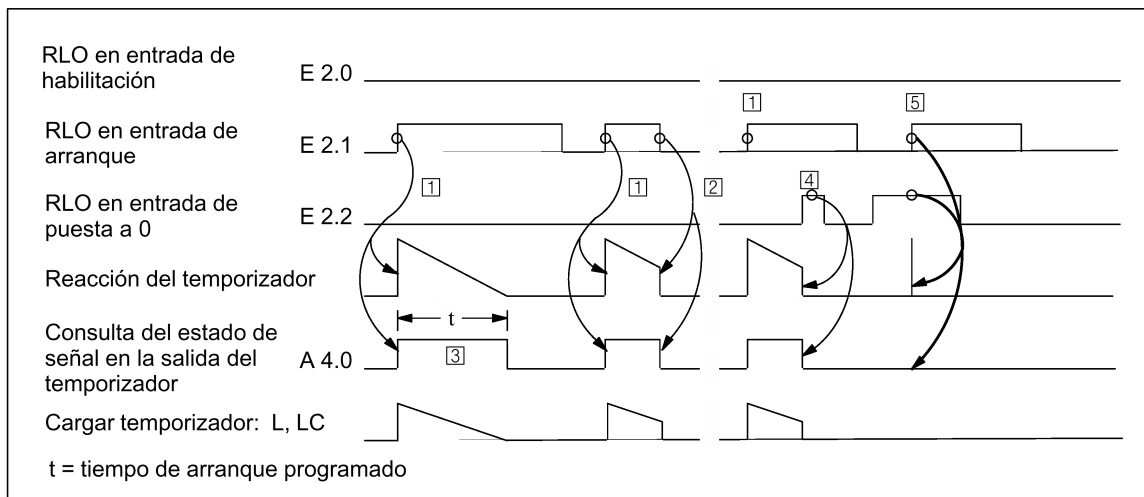 RLO en entrada de
habilitación
E 2.0
1
5
RLO en entrada de
arranque
E 2.1
1
1
2
4
RLO en entrada de
puesta a 0
E 2.2
Reacción del temporizador
t
Consulta del estado de
señal en la salida del
temporizador
A 4.0
3
Cargar temporizador: L, LC
t = tiempo de arranque programado